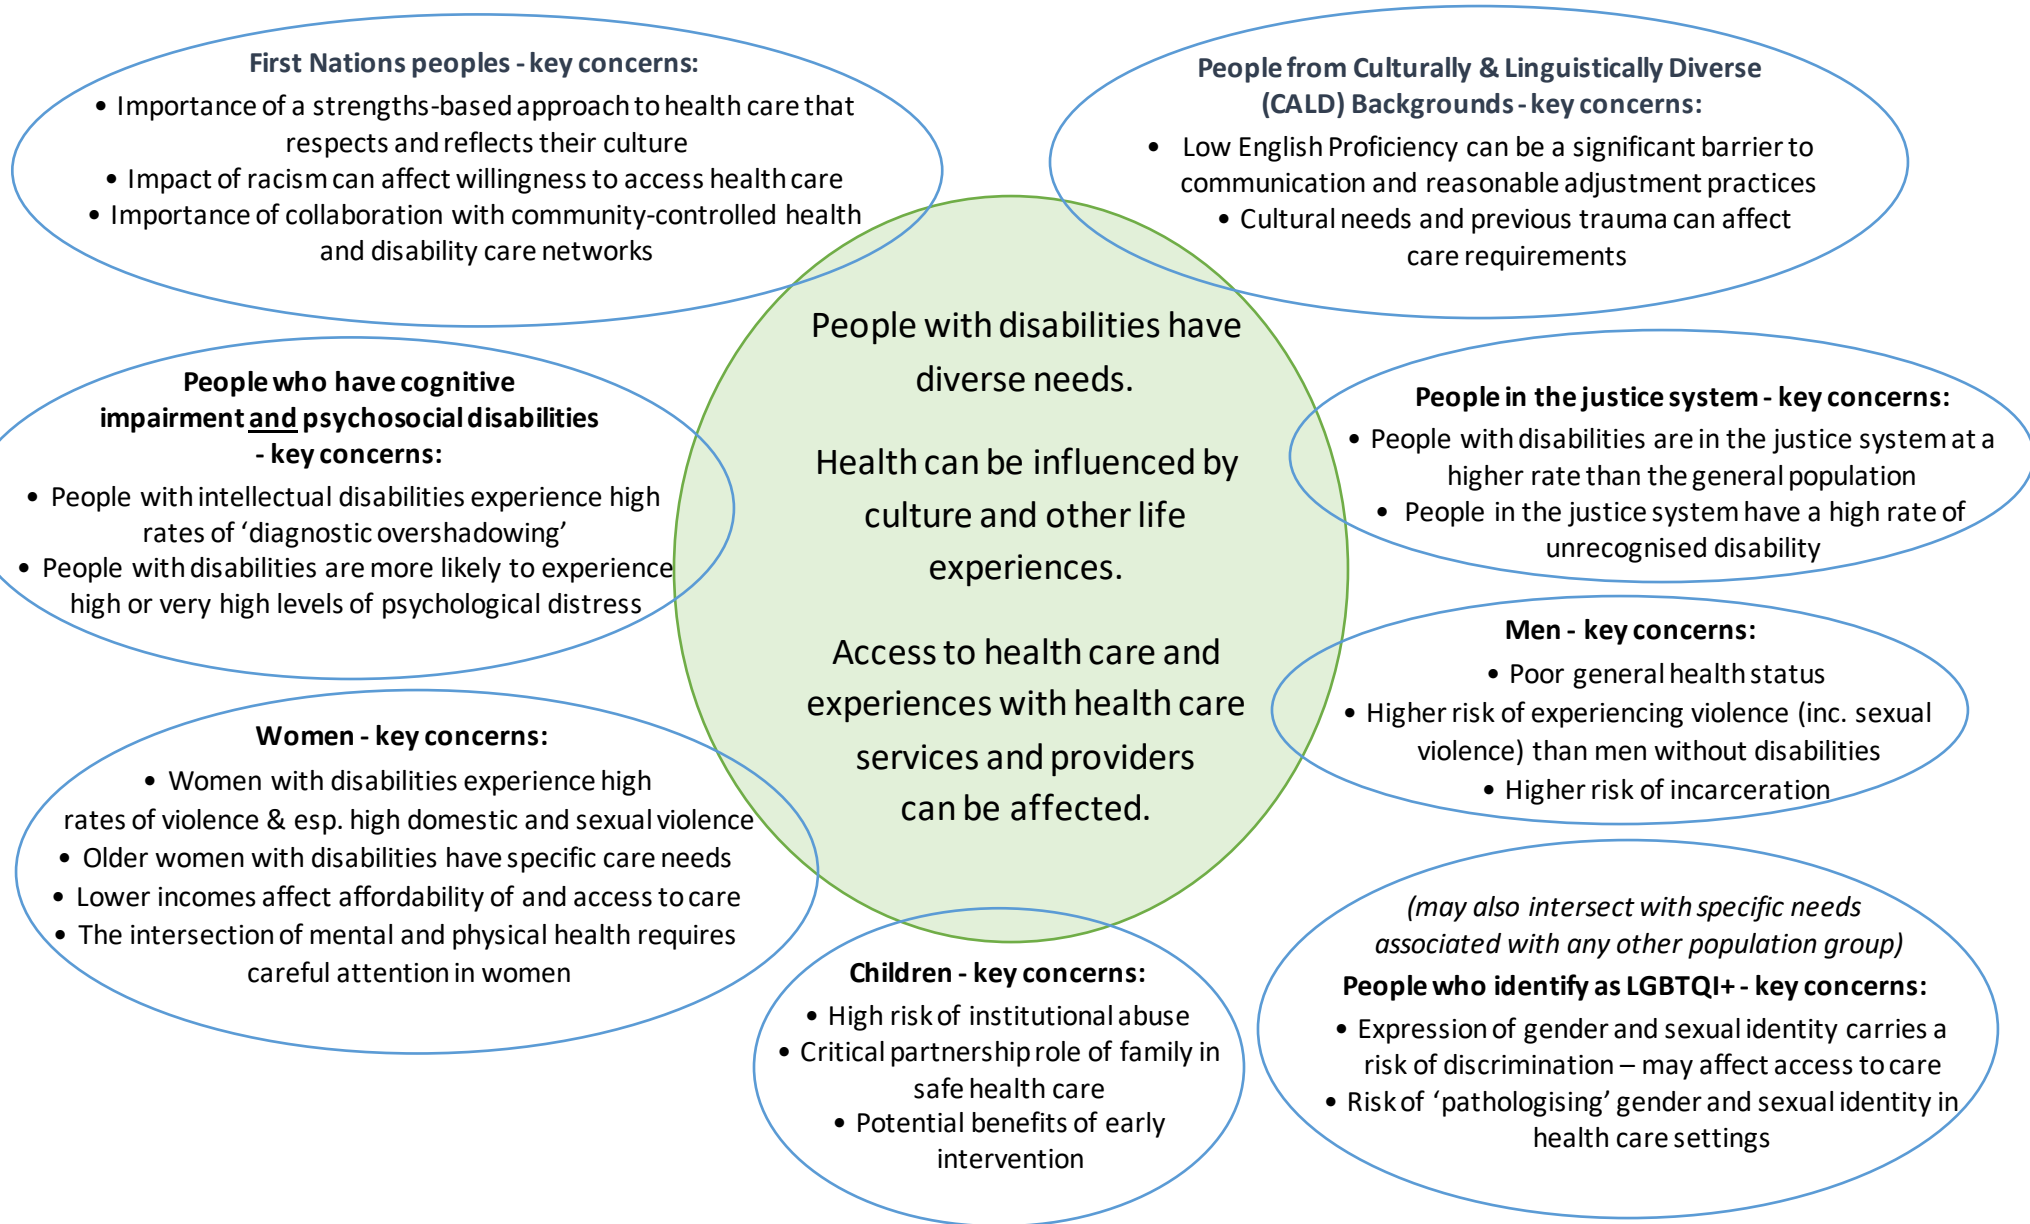 First Nations peoples - key concerns:
• Importance of a strengths-based approach to health care that
respects and reflects their culture
• Impact of racism can affect willingness to access health care
• Importance of collaboration with community-controlled health
and disability care networks
People from Culturally & Linguistically Diverse
(CALD) Backgrounds - key concerns:
• Low English Proficiency can be a significant barrier to
communication and reasonable adjustment practices
• Cultural needs and previous trauma can affect
care requirements
People who have cognitive
impairment and psychosocial disabilities
- key concerns:
• People with intellectual disabilities experience high
rates of ‘diagnostic overshadowing’
• People with disabilities are more likely to experience
high or very high levels of psychological distress
People with disabilities have
diverse needs.
Health can be influenced by
culture and other life
experiences.
Access to health care and
experiences with health care
services and providers
can be affected.
People in the justice system - key concerns:
• People with disabilities are in the justice system at a
higher rate than the general population
• People in the justice system have a high rate of
unrecognised disability
Men - key concerns:
• Poor general health status
• Higher risk of experiencing violence (inc. sexual
violence) than men without disabilities
• Higher risk of incarceration
Women - key concerns:
• Women with disabilities experience high
rates of violence & esp. high domestic and sexual violence
• Older women with disabilities have specific care needs
• Lower incomes affect affordability of and access to care
• The intersection of mental and physical health requires
careful attention in women
Children - key concerns:
• High risk of institutional abuse
• Critical partnership role of family in
safe health care
• Potential benefits of early
intervention
(may also intersect with specific needs
associated with any other population group)
People who identify as LGBTQI+ - key concerns:
• Expression of gender and sexual identity carries a
risk of discrimination – may affect access to care
• Risk of ‘pathologising’ gender and sexual identity in
health care settings